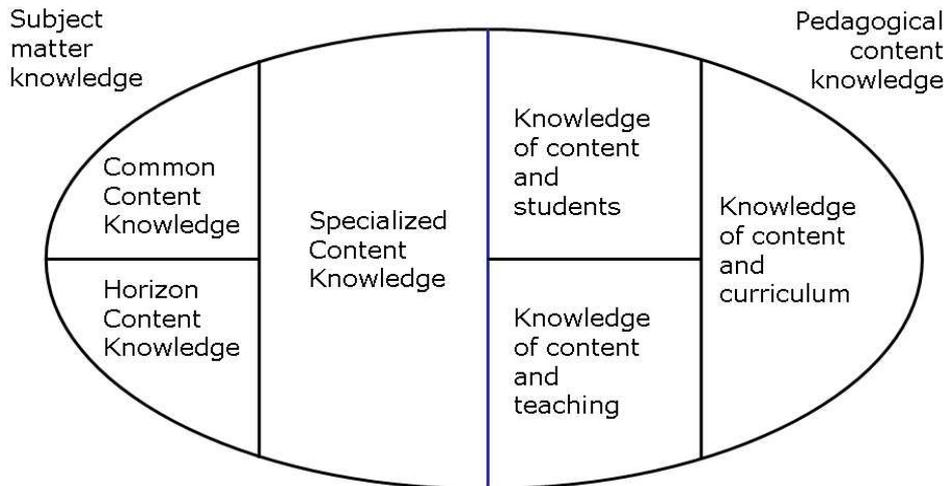 Subject
matter
knowledge
Pedagogical
content
knowledge
Common
Content
Knowledge
Horizon
Content
Knowledge
Specialized
Content
Knowledge
Knowledge
of content
and
students
Knowledge
of content
and
teaching
Knowledge
of content
and
curriculum